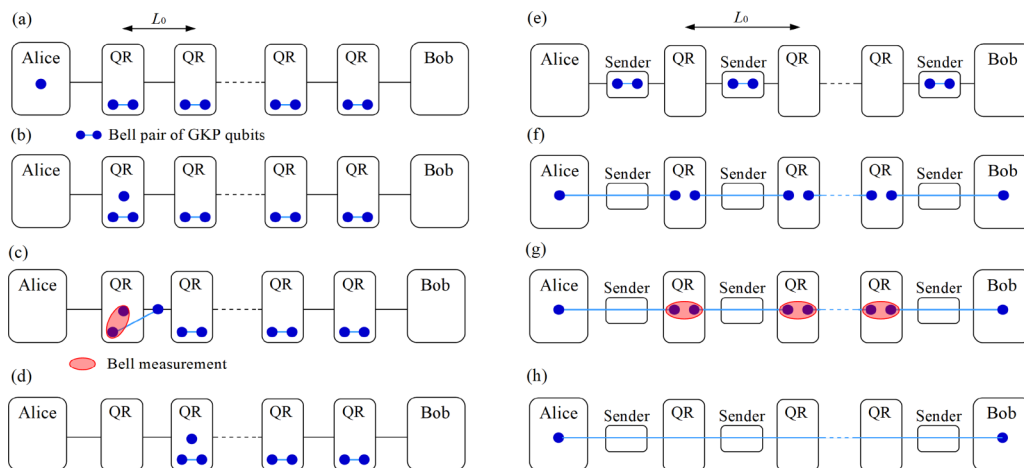 (a)
L₀
Alice QR QR QR QR Bob
(b)
Bell pair of GKP qubits
Alice QR QR QR QR Bob
(c)
Alice QR QR QR QR Bob
Bell measurement
(d)
Alice QR QR QR QR Bob
(e)
L₀
Alice Sender QR Sender QR Sender Bob
(f)
Alice Sender QR Sender QR QR Sender Bob
(g)
Alice Sender QR Sender QR QR Sender Bob
(h)
Alice Sender QR Sender QR QR Sender Bob